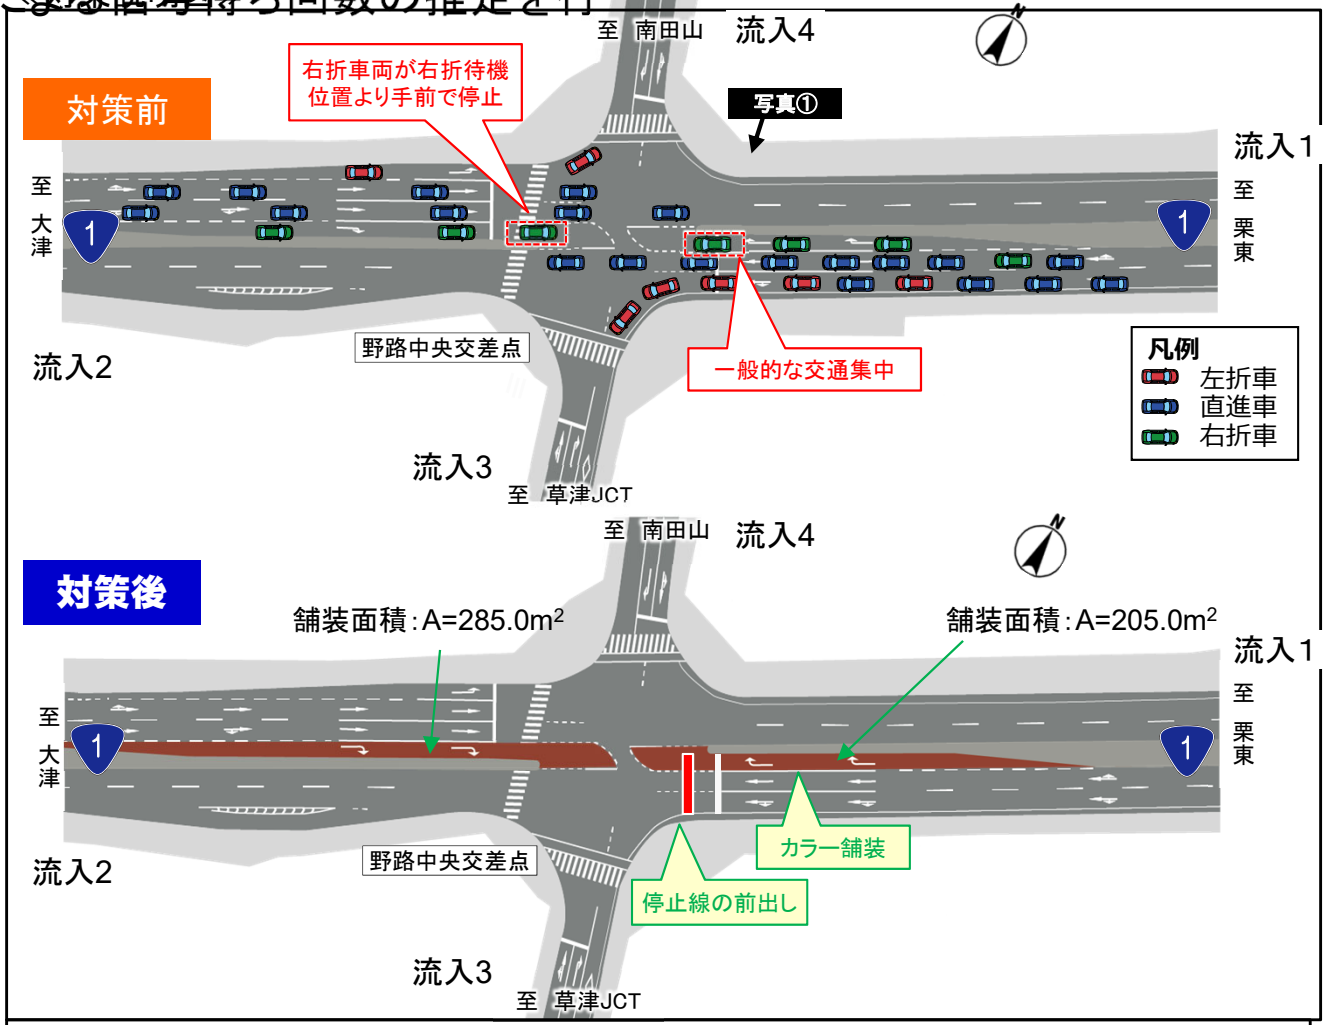 至 南田山
流入4
N
右折車両が右折待機
位置より手前で停止
対策前
写真①
流入1
至 大津
1
1
至 栗東
野路中央交差点
一般的な交通集中
流入2
凡例
左折車
直進車
右折車
流入3
至 草津JCT
至 南田山
流入4
N
対策後
舗装面積：A=285.0m²
舗装面積：A=205.0m²
流入1
至 大津
1
1
至 栗東
カラー舗装
野路中央交差点
流入2
停止線の前出し
流入3
至 草津JCT